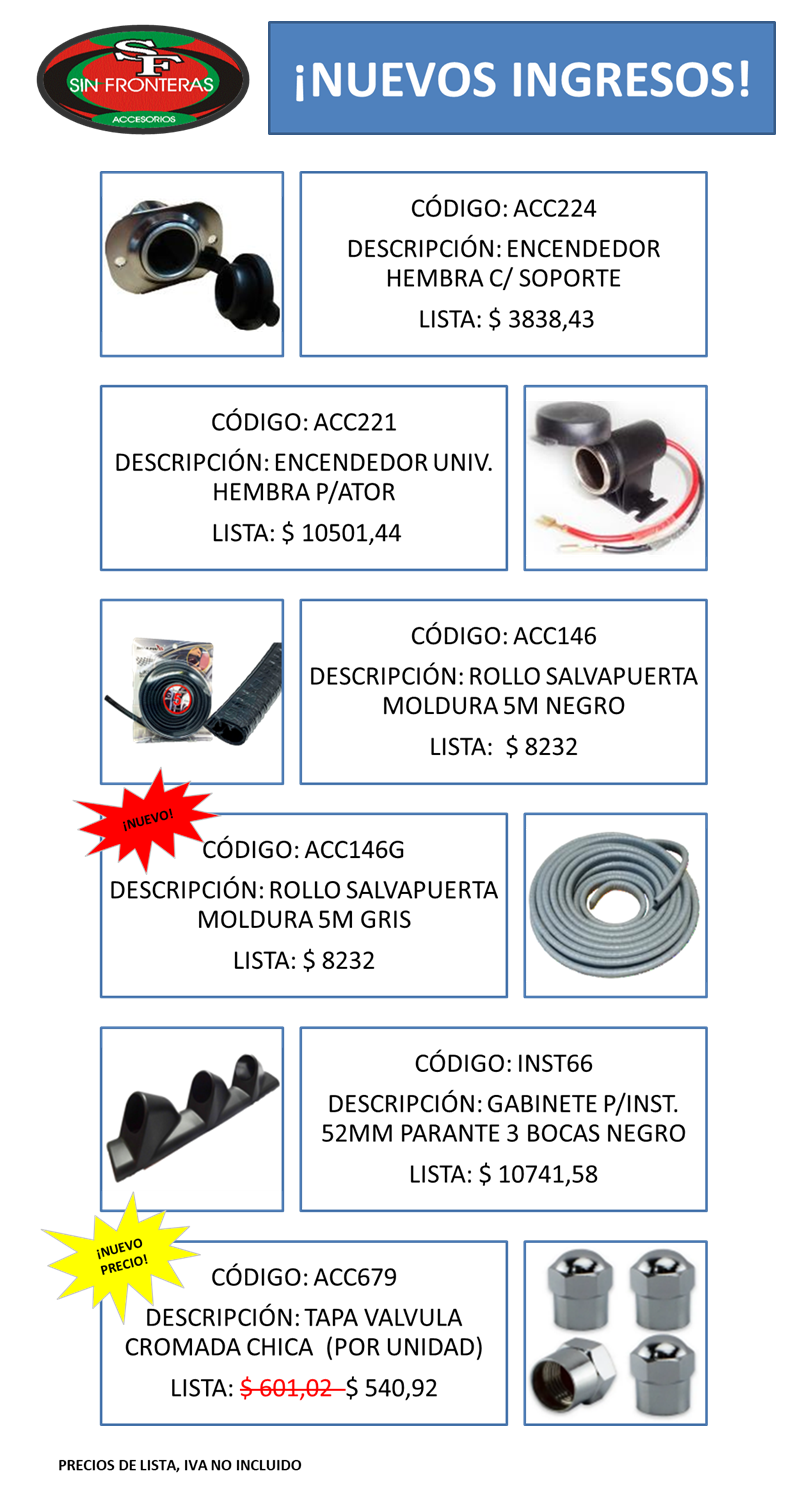 SF
SIN FRONTERAS
ACCESORIOS
¡NUEVOS INGRESOS!
CÓDIGO: ACC224
DESCRIPCIÓN: ENCENDEDOR
HEMBRA C/ SOPORTE
LISTA: $ 3838,43
CÓDIGO: ACC221
DESCRIPCIÓN: ENCENDEDOR UNIV.
HEMBRA P/ATOR
LISTA: $ 10501,44
CÓDIGO: ACC146
DESCRIPCIÓN: ROLLO SALVAPUERTA
MOLDURA 5M NEGRO
LISTA: $ 8232
¡NUEVO!
CÓDIGO: ACC146G
DESCRIPCIÓN: ROLLO SALVAPUERTA
MOLDURA 5M GRIS
LISTA: $ 8232
CÓDIGO: INST66
DESCRIPCIÓN: GABINETE P/INST.
52MM PARANTE 3 BOCAS NEGRO
LISTA: $ 10741,58
¡NUEVO
PRECIO!
CÓDIGO: ACC679
DESCRIPCIÓN: TAPA VALVULA
CROMADA CHICA (POR UNIDAD)
LISTA: $ 601,02 $ 540,92
PRECIOS DE LISTA, IVA NO INCLUIDO